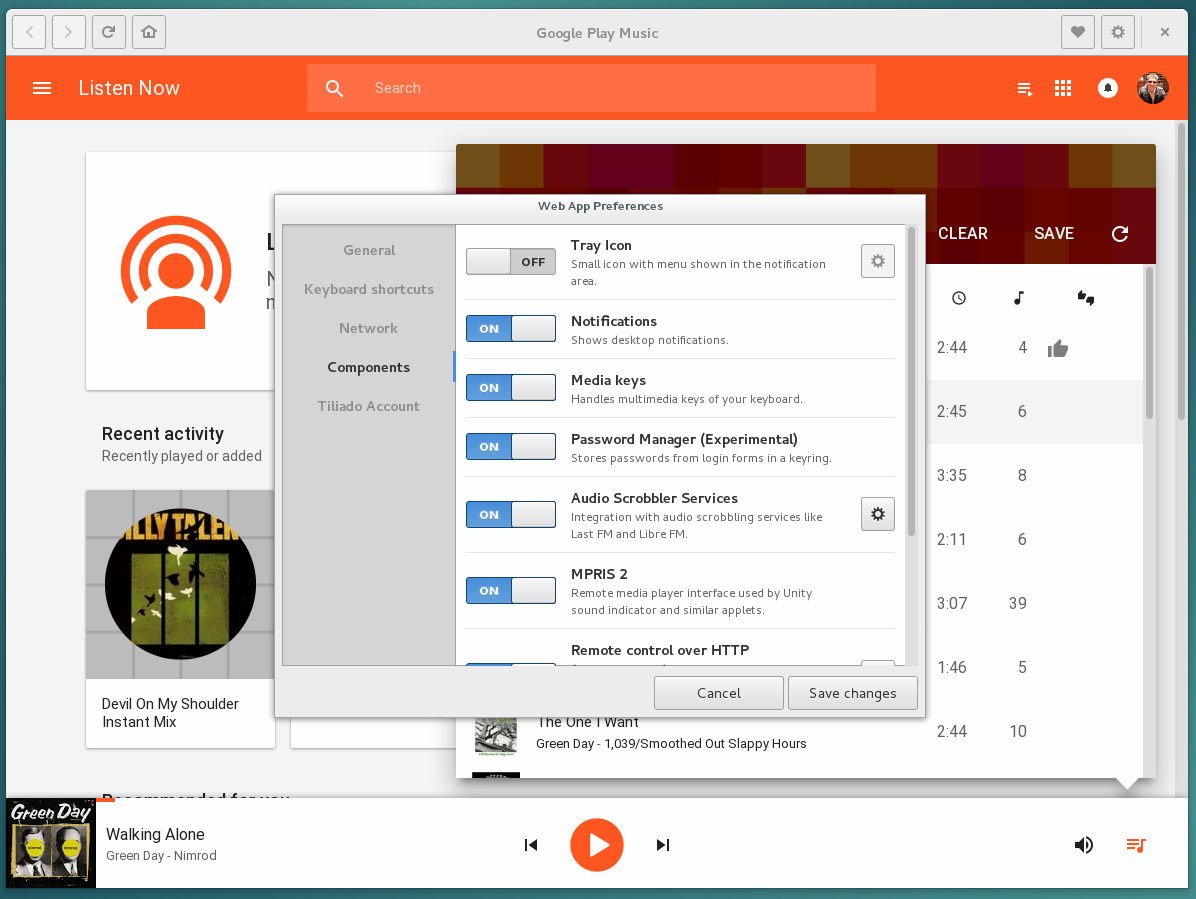 Google Play Music
Listen Now
Search
CLEAR
SAVE
Web App Preferences
General
Keyboard shortcuts
Network
Components
Tiliado Account
OFF
Tray Icon
Small icon with menu shown in the notification
area.
ON
Notifications
Shows desktop notifications.
ON
Media keys
Handles multimedia keys of your keyboard.
ON
Password Manager (Experimental)
Stores passwords from login forms in a keyring.
ON
Audio Scrobbler Services
Integration with audio scrobbling services like
Last FM and Libre FM.
ON
MPRIS 2
Remote media player interface used by Unity
sound indicator and similar applets.
Remote control over HTTP
Cancel
Save changes
2:44 4
2:45 6
3:35 8
2:11 6
3:07 39
1:46 5
2:44 10
Recent activity
Recently played or added
Devil On My Shoulder
Instant Mix
The One I Want
Green Day - 1,039/Smoothed Out Slappy Hours
Recommended for you
Green Day
nimrod. nimrod.
Walking Alone
Green Day - Nimrod